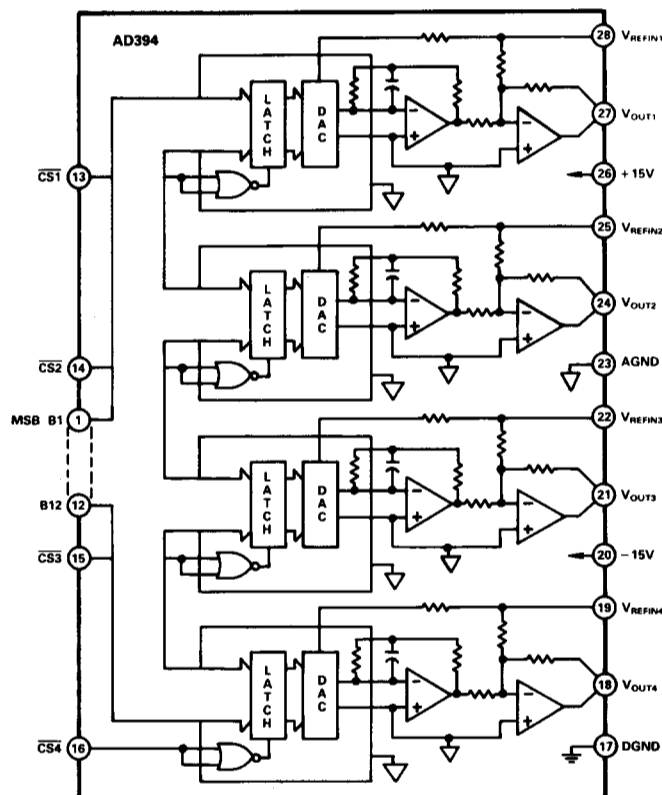 AD394
28 VREFIN1
LATCH
DAC
27 VOUT1
CS1 13
26 +15V
25 VREFIN2
LATCH
DAC
24 VOUT2
CS2 14
23 AGND
MSB B1 1
22 VREFIN3
LATCH
DAC
B12 12
21 VOUT3
CS3 15
20 −15V
19 VREFIN4
LATCH
DAC
18 VOUT4
CS4 16
17 DGND